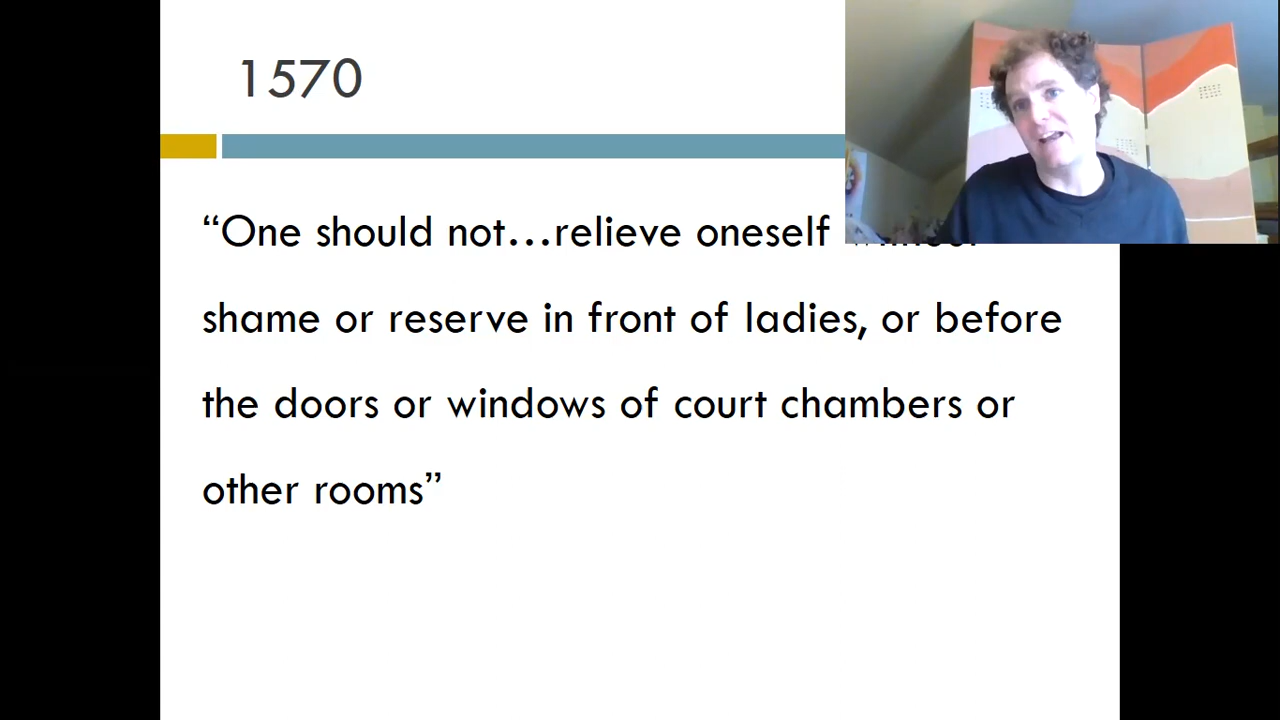 1570
“One should not…relieve oneself
shame or reserve in front of ladies, or before
the doors or windows of court chambers or
other rooms”